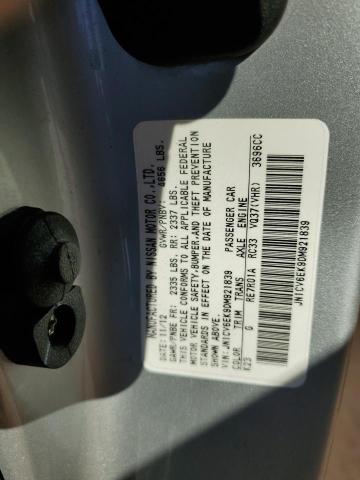 MANUFACTURED BY NISSAN MOTOR CO.,LTD.
DATE: 11/12 GVWR/PNBV: 4656 LBS.
GAWR/PNBE FR: 2335 LBS, RR: 2337 LBS.
THIS VEHICLE CONFORMS TO ALL APPLICABLE FEDERAL
MOTOR VEHICLE SAFETY, BUMPER, AND THEFT PREVENTION
STANDARDS IN EFFECT ON THE DATE OF MANUFACTURE
SHOWN ABOVE.
VIN: JN1CV6EK9DM921839 PASSENGER CAR
COLOR TRIM TRANS AXLE ENGINE
K23 G RE7R01A RC33 VQ37(VHR) 3696CC
JN1CV6EK9DM921839